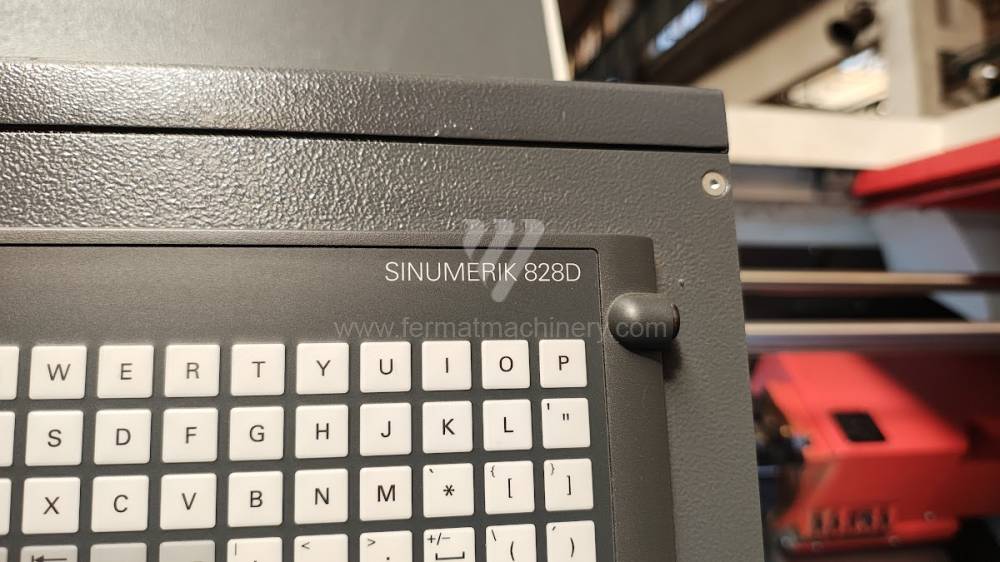 SINUMERIK 828D
www.fermatmachinery.com
W E R T Y U I O P
S D F G H J K L ' "
X C V B N M ` * { [ } ]
| < > . +/- \ ( ´ )